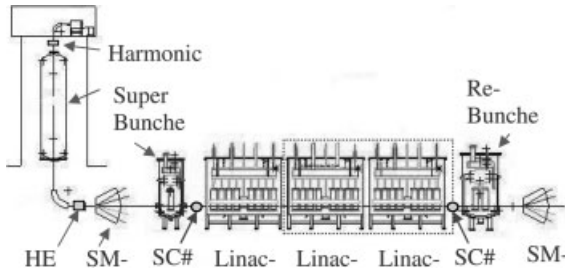 Harmonic
Super
Bunche
Re-
Bunche
HE SM- SC# Linac- Linac- Linac- SC# SM-